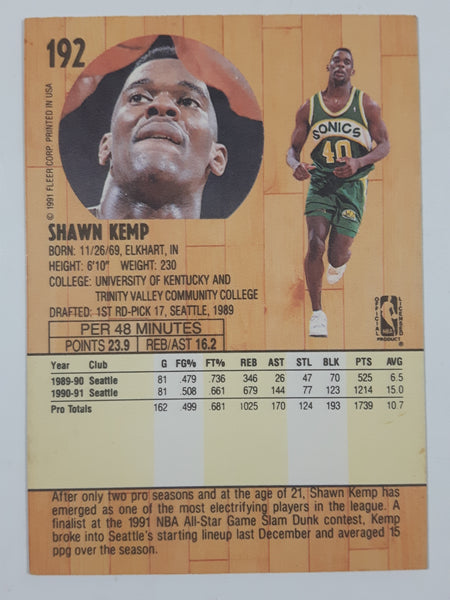 192
© 1991 FLEER CORP. PRINTED IN USA
SONICS
40
SHAWN KEMP
BORN: 11/26/69, ELKHART, IN
HEIGHT: 6'10" WEIGHT: 230
COLLEGE: UNIVERSITY OF KENTUCKY AND
TRINITY VALLEY COMMUNITY COLLEGE
DRAFTED: 1ST RD-PICK 17, SEATTLE, 1989
OFFICIAL LICENSED
NBA
PRODUCT
PER 48 MINUTES
POINTS 23.9 REB/AST 16.2
Year Club G FG% FT% REB AST STL BLK PTS AVG
1989-90 Seattle 81 .479 .736 346 26 47 70 525 6.5
1990-91 Seattle 81 .508 .661 679 144 77 123 1214 15.0
Pro Totals 162 .499 .681 1025 170 124 193 1739 10.7
After only two pro seasons and at the age of 21, Shawn Kemp has
emerged as one of the most electrifying players in the league. A
finalist at the 1991 NBA All-Star Game Slam Dunk contest, Kemp
broke into Seattle's starting lineup last December and averaged 15
ppg over the season.